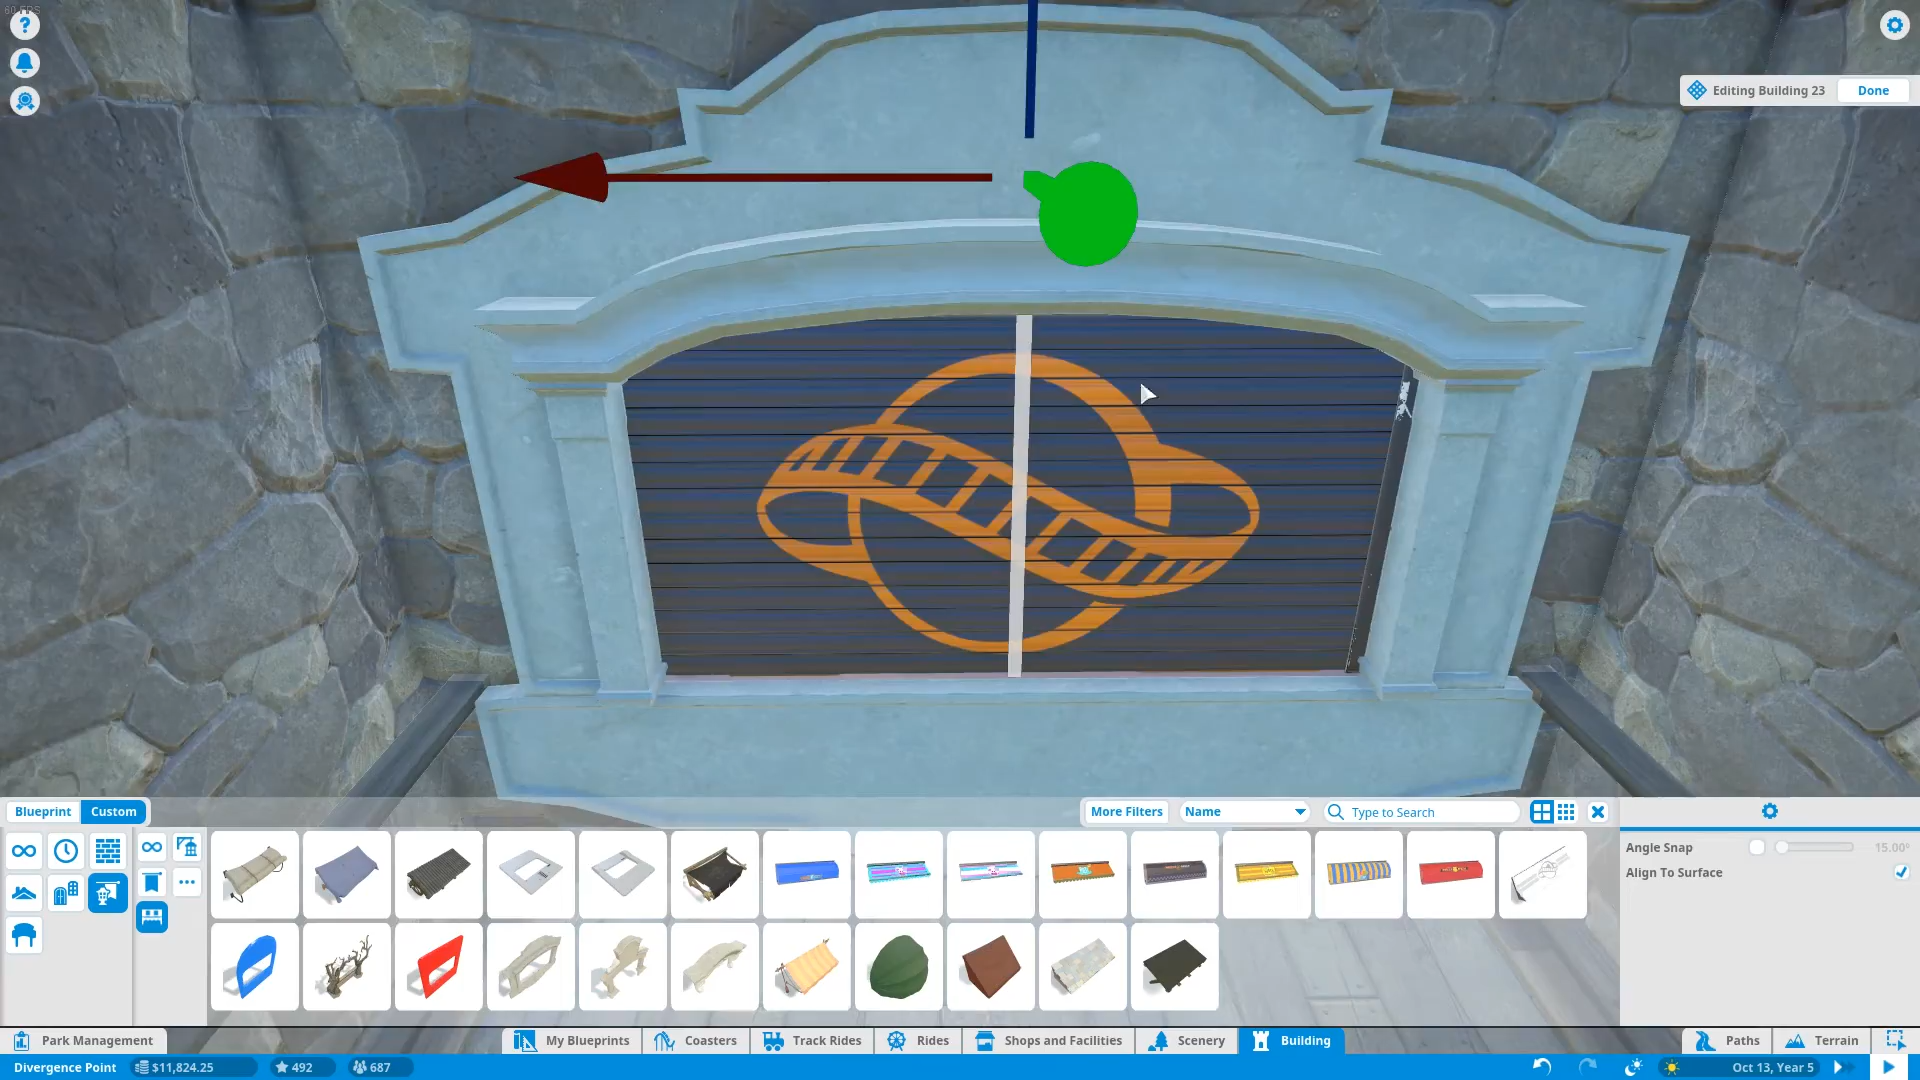 60 FPS
?
Editing Building 23
Done
Blueprint
Custom
More Filters
Name
Type to Search
Angle Snap
15.00°
Align To Surface
Park Management
My Blueprints
Coasters
Track Rides
Rides
Shops and Facilities
Scenery
Building
Paths
Terrain
Divergence Point
$11,824.25
492
687
Oct 13, Year 5